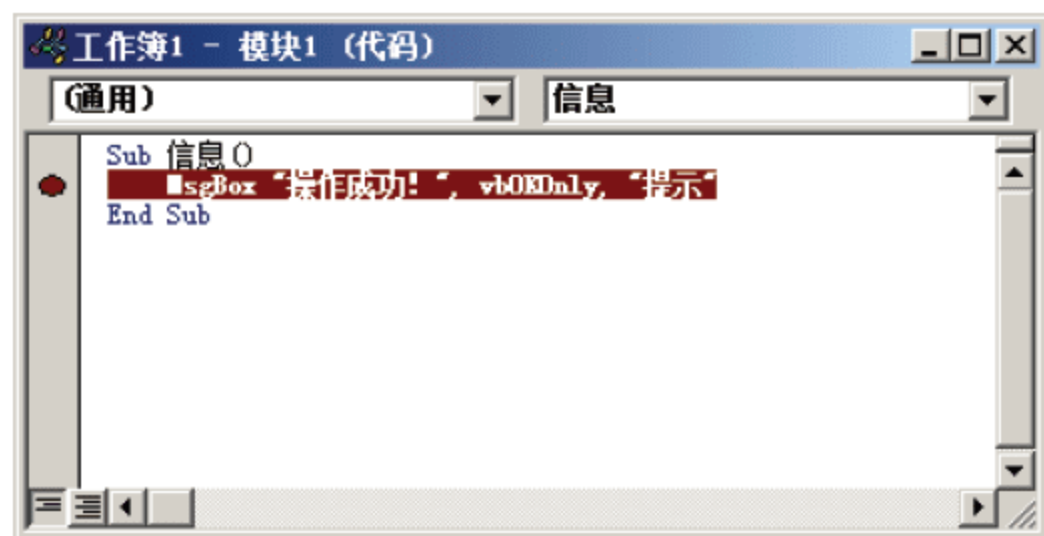 工作簿1 - 模块1 (代码)
(通用) 信息
Sub 信息()
MsgBox "操作成功!", vbOKOnly, "提示"
End Sub